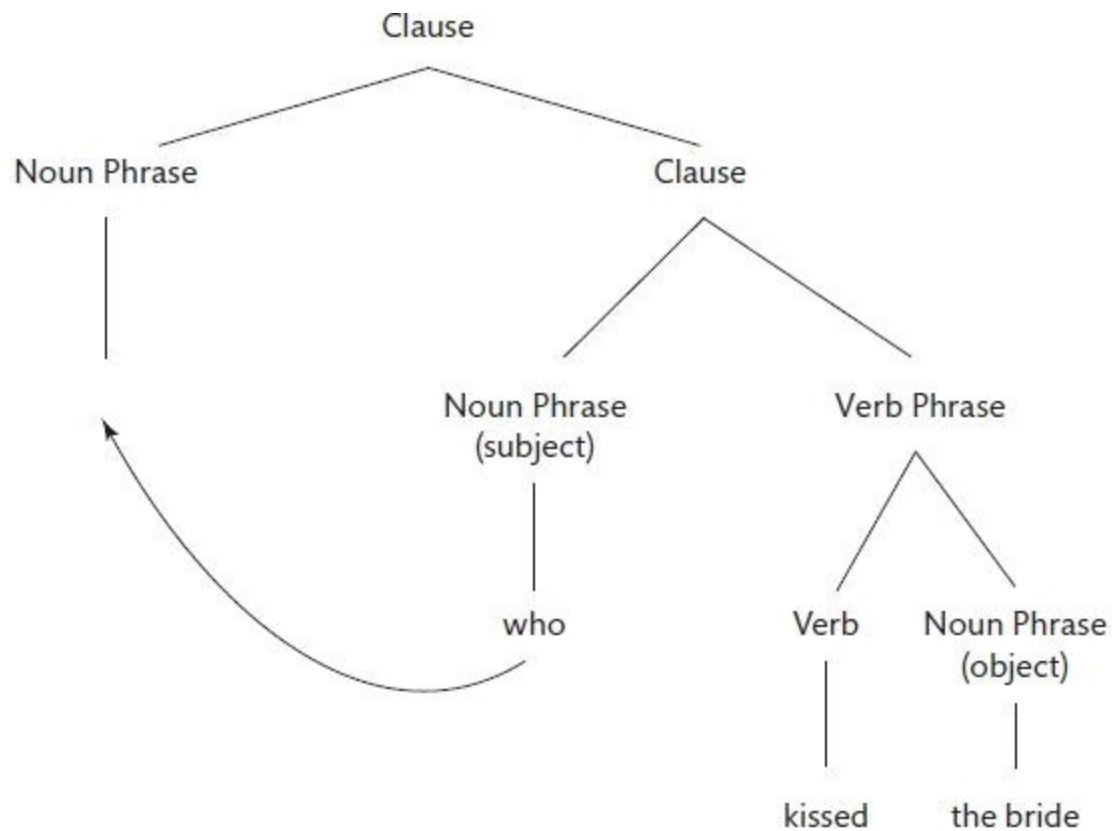 Clause
Noun Phrase
Clause
Noun Phrase
(subject)
Verb Phrase
who
Verb
Noun Phrase
(object)
kissed
the bride